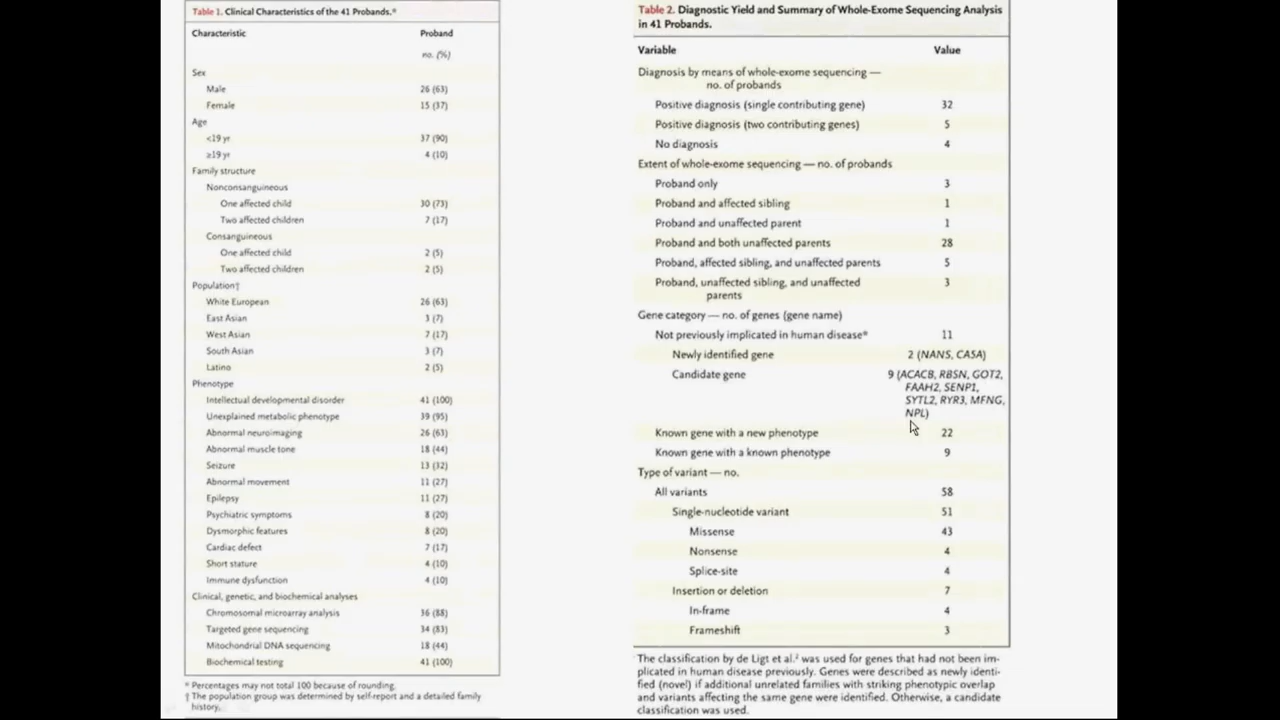 Table 1. Clinical Characteristics of the 41 Probands.*
Characteristic Proband
no. (%)
Sex
Male 26 (63)
Female 15 (37)
Age
<19 yr 37 (90)
≥19 yr 4 (10)
Family structure
Nonconsanguineous
One affected child 30 (73)
Two affected children 7 (17)
Consanguineous
One affected child 2 (5)
Two affected children 2 (5)
Population†
White European 26 (63)
East Asian 3 (7)
West Asian 7 (17)
South Asian 3 (7)
Latino 2 (5)
Phenotype
Intellectual developmental disorder 41 (100)
Unexplained metabolic phenotype 39 (95)
Abnormal neuroimaging 26 (63)
Abnormal muscle tone 18 (44)
Seizure 13 (32)
Abnormal movement 11 (27)
Epilepsy 11 (27)
Psychiatric symptoms 8 (20)
Dysmorphic features 8 (20)
Cardiac defect 7 (17)
Short stature 4 (10)
Immune dysfunction 4 (10)
Clinical, genetic, and biochemical analyses
Chromosomal microarray analysis 36 (88)
Targeted gene sequencing 34 (83)
Mitochondrial DNA sequencing 18 (44)
Biochemical testing 41 (100)
* Percentages may not total 100 because of rounding.
† The population group was determined by self-report and a detailed family
history.
Table 2. Diagnostic Yield and Summary of Whole-Exome Sequencing Analysis
in 41 Probands.
Variable Value
Diagnosis by means of whole-exome sequencing —
no. of probands
Positive diagnosis (single contributing gene) 32
Positive diagnosis (two contributing genes) 5
No diagnosis 4
Extent of whole-exome sequencing — no. of probands
Proband only 3
Proband and affected sibling 1
Proband and unaffected parent 1
Proband and both unaffected parents 28
Proband, affected sibling, and unaffected parents 5
Proband, unaffected sibling, and unaffected 3
parents
Gene category — no. of genes (gene name)
Not previously implicated in human disease* 11
Newly identified gene 2 (NANS, CA5A)
Candidate gene 9 (ACACB, RBSN, GOT2,
FAAH2, SENP1,
SYTL2, RYR3, MFNG,
NPL)
Known gene with a new phenotype 22
Known gene with a known phenotype 9
Type of variant — no.
All variants 58
Single-nucleotide variant 51
Missense 43
Nonsense 4
Splice-site 4
Insertion or deletion 7
In-frame 4
Frameshift 3
The classification by de Ligt et al.² was used for genes that had not been im-
plicated in human disease previously. Genes were described as newly identi-
fied (novel) if additional unrelated families with striking phenotypic overlap
and variants affecting the same gene were identified. Otherwise, a candidate
classification was used.